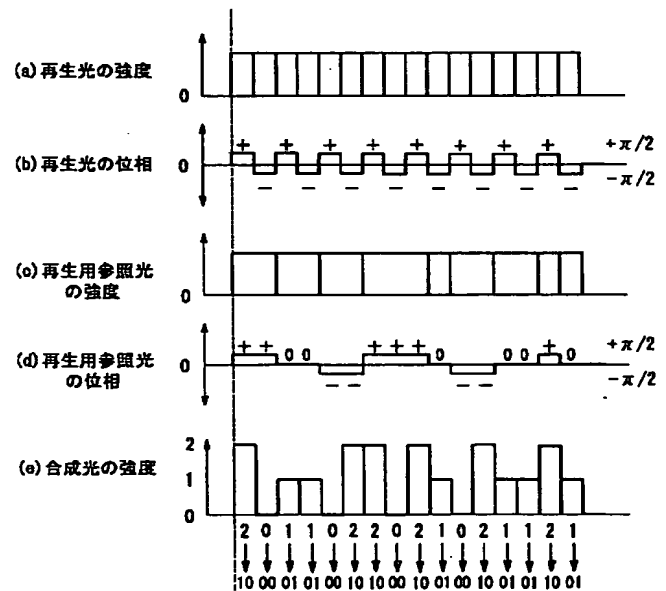 (a)再生光の強度
0
+ + + + + + + +
+π/2
(b)再生光の位相
0
-π/2
- - - - - - - -
(c)再生用参照光
の強度
0
+ + 0 0 + + + 0 0 0 + 0
+π/2
(d)再生用参照光
の位相
0
-π/2
- - - -
(e)合成光の強度
2
1
0
2 0 1 1 0 2 2 0 2 1 0 2 1 1 2 1
10 00 01 01 00 10 10 00 10 01 00 10 01 01 10 01